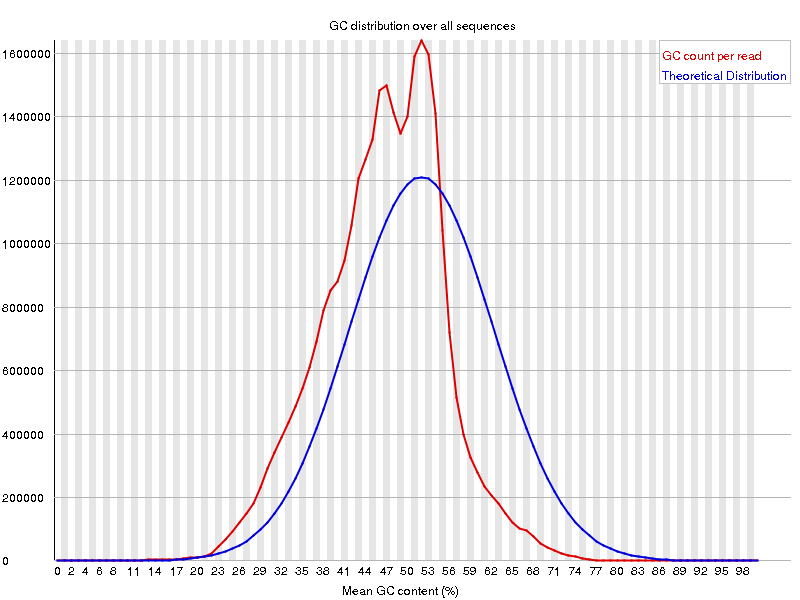 GC distribution over all sequences
GC count per read
Theoretical Distribution
1600000
1400000
1200000
1000000
800000
600000
400000
200000
0
0 2 4 6 8 11 14 17 20 23 26 29 32 35 38 41 44 47 50 53 56 59 62 65 68 71 74 77 80 83 86 89 92 95 98
Mean GC content (%)